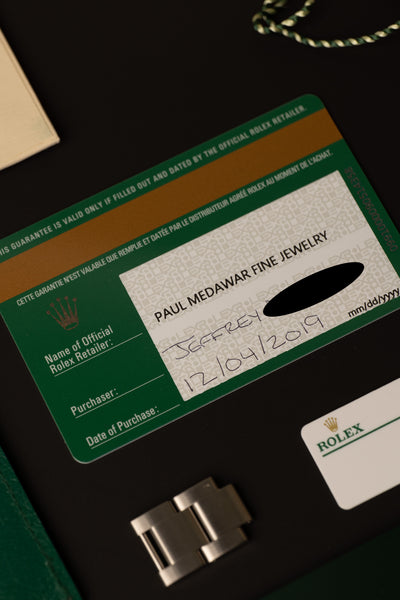 THIS GUARANTEE IS VALID ONLY IF FILLED OUT AND DATED BY THE OFFICIAL ROLEX RETAILER.
CETTE GARANTIE N'EST VALABLE QUE REMPLIE ET DATÉE PAR LE DISTRIBUTEUR AGRÉÉ ROLEX AU MOMENT DE L'ACHAT.
Name of Official
Rolex Retailer:
PAUL MEDAWAR FINE JEWELRY
Purchaser:
JEFFREY
Date of Purchase:
12/04/2019
mm/dd/yyyy
ROLEX